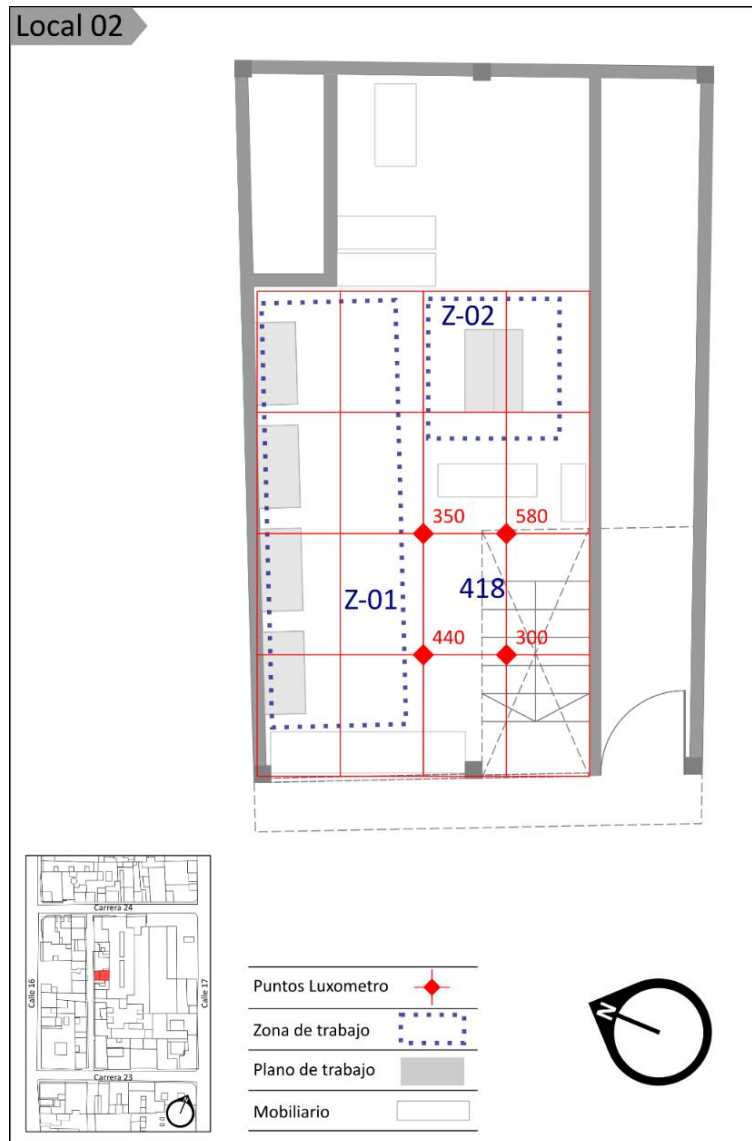 Local 02
Z-02
350
580
Z-01
418
440
300
Carrera 24
Calle 16
Calle 17
Carrera 23
Puntos Luxometro
Zona de trabajo
Plano de trabajo
Mobiliario
N